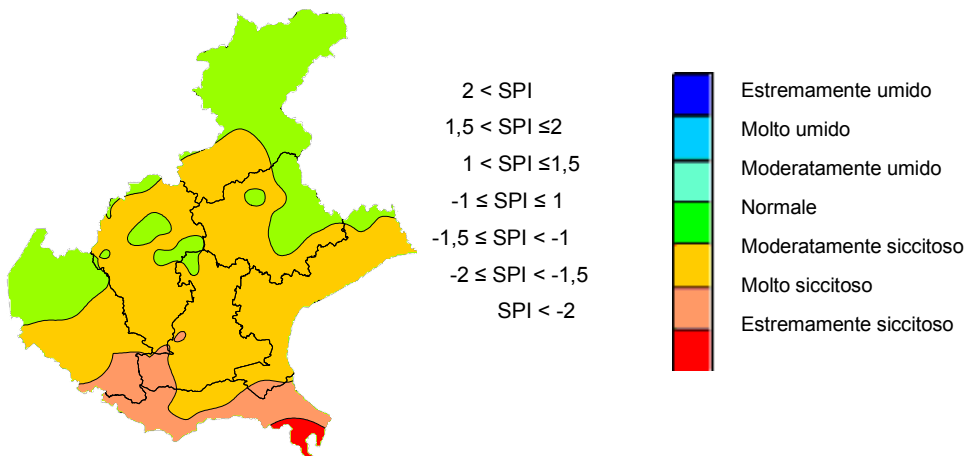 2 < SPI
Estremamente umido
1,5 < SPI ≤2
Molto umido
1 < SPI ≤1,5
Moderatamente umido
-1 ≤ SPI ≤ 1
Normale
-1,5 ≤ SPI < -1
Moderatamente siccitoso
-2 ≤ SPI < -1,5
Molto siccitoso
SPI < -2
Estremamente siccitoso